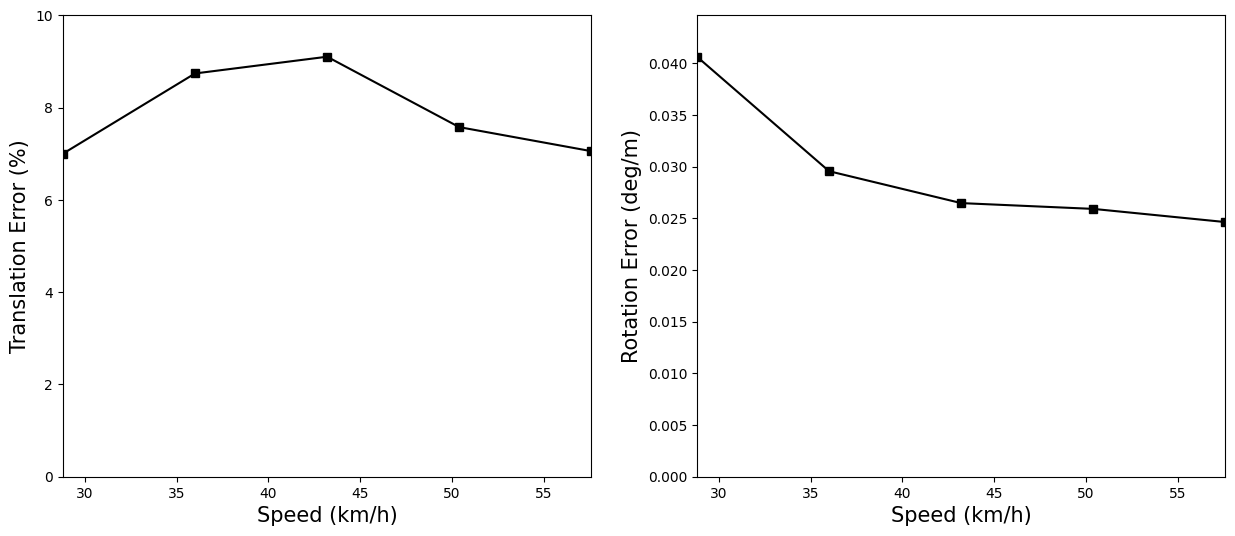 10
8
6
4
2
0
30 35 40 45 50 55
Speed (km/h)
Translation Error (%)
0.040
0.035
0.030
0.025
0.020
0.015
0.010
0.005
0.000
30 35 40 45 50 55
Speed (km/h)
Rotation Error (deg/m)